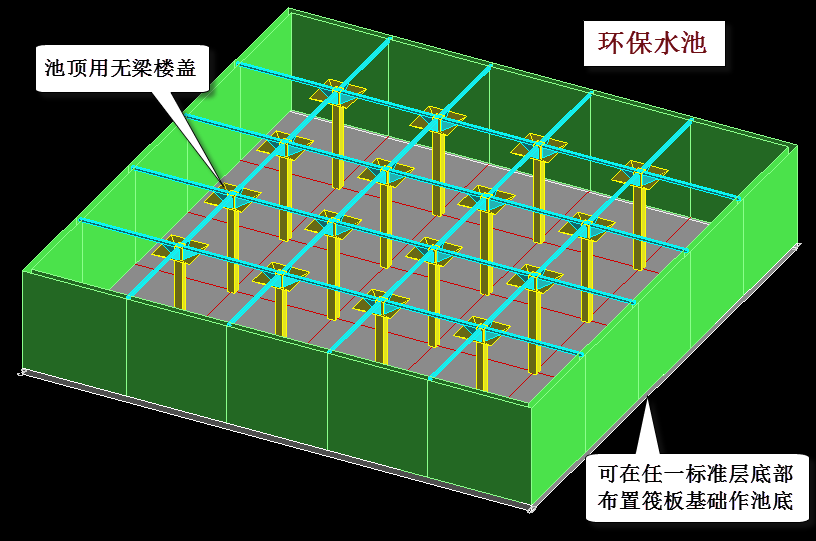 环保水池
池顶用无梁楼盖
可在任一标准层底部
布置筏板基础作池底